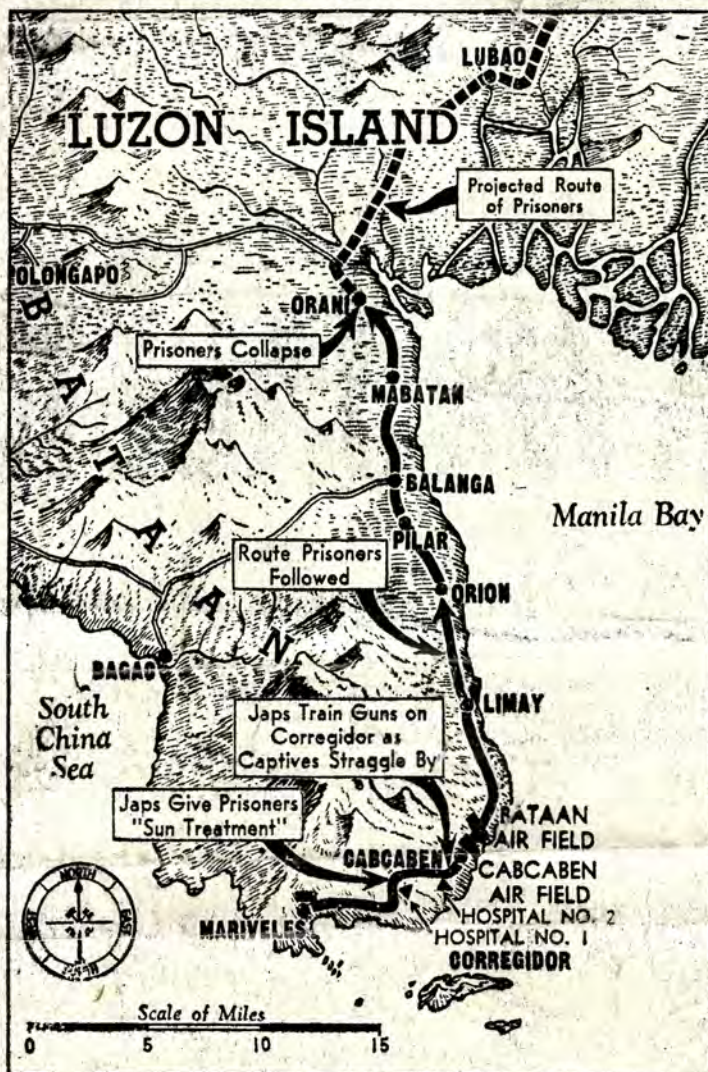 LUBAO
LUZON ISLAND
Projected Route
of Prisoners
OLONGAPO
ORANI
Prisoners Collapse
MABATAN
BATAAN
BALANGA
Manila Bay
PILAR
Route Prisoners
Followed
ORION
BAGAC
South
China
Sea
LIMAY
Japs Train Guns on
Corregidor as
Captives Straggle By
Japs Give Prisoners
"Sun Treatment"
BATAAN
AIR FIELD
CABCABEN
CABCABEN
AIR FIELD
HOSPITAL NO. 2
HOSPITAL NO. 1
MARIVELES
CORREGIDOR
NORTH
EAST
Scale of Miles
0 5 10 15